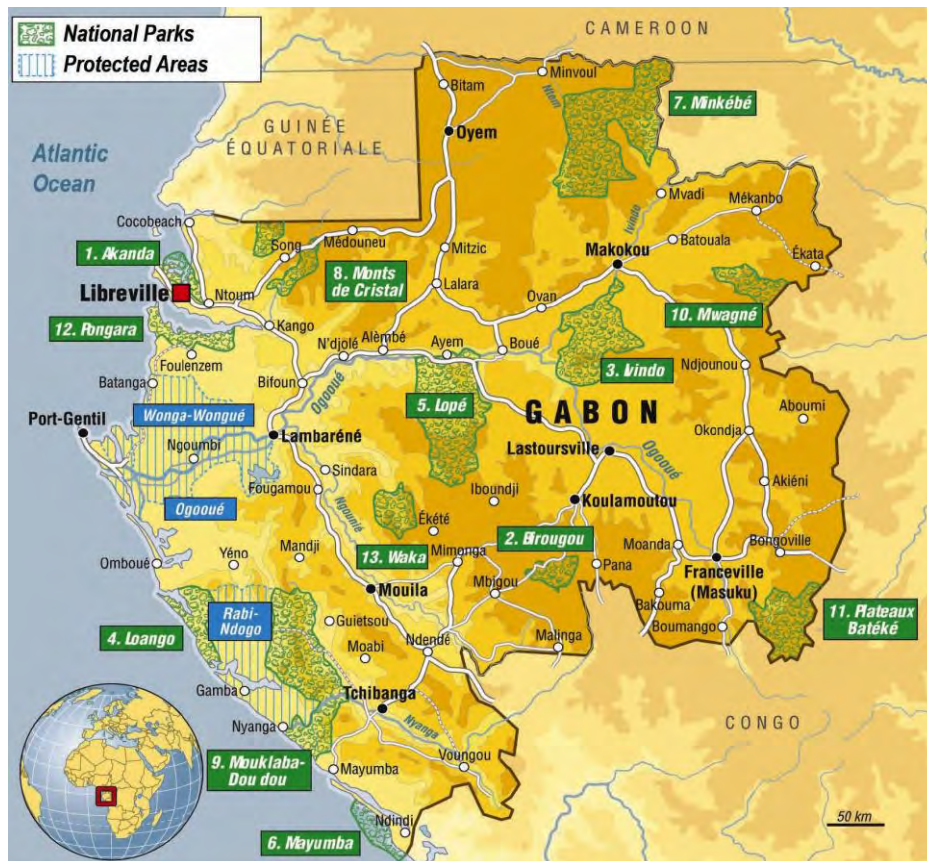 National Parks
Protected Areas
CAMEROON
Minvoul
Bitam
Ntem
7. Minkébé
GUINÉE
ÉQUATORIALE
Oyem
Atlantic
Ocean
Mvadi
Mékanbo
Cocobeach
Ivindo
Song
Médouneu
Mitzic
Makokou
Batouala
Ékata
1. Akanda
8. Monts
de Cristal
Libreville
Ntoum
Lalara
Ovan
10. Mwagné
12. Pongara
Kango
N'djolé
Alèmbé
Ayem
Boué
Foulenzem
3. Ivindo
Ndjounou
Batanga
Bifoun
Ogooué
5. Lopé
GABON
Aboumi
Port-Gentil
Wonga-Wongué
Lambaréné
Okondja
Ngoumbi
Lastoursville
Ogooué
Sindara
Akiéni
Ogooué
Fougamou
Ngounié
Iboundji
Koulamoutou
Ékété
2. Birougou
Moanda
Bongoville
Omboué
Yéno
Mandji
13. Waka
Mimonga
Pana
Franceville
(Masuku)
Mbigou
Mouila
Bakouma
Rabi-
Ndogo
Guietsou
11. Plateaux
Batéké
4. Loango
Ndendé
Malinga
Boumango
Moabi
Gamba
Tchibanga
Nyanga
Nyanga
CONGO
9. Mouklaba-
Dou dou
Mayumba
Voungou
Ndindi
50 km
6. Mayumba